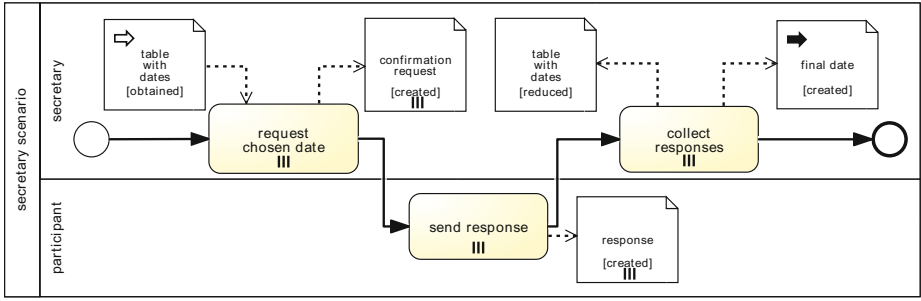 secretary scenario
secretary
table
with
dates
[obtained]
confirmation
request
[created]
table
with
dates
[reduced]
final date
[created]
request
chosen date
collect
responses
participant
send response
response
[created]